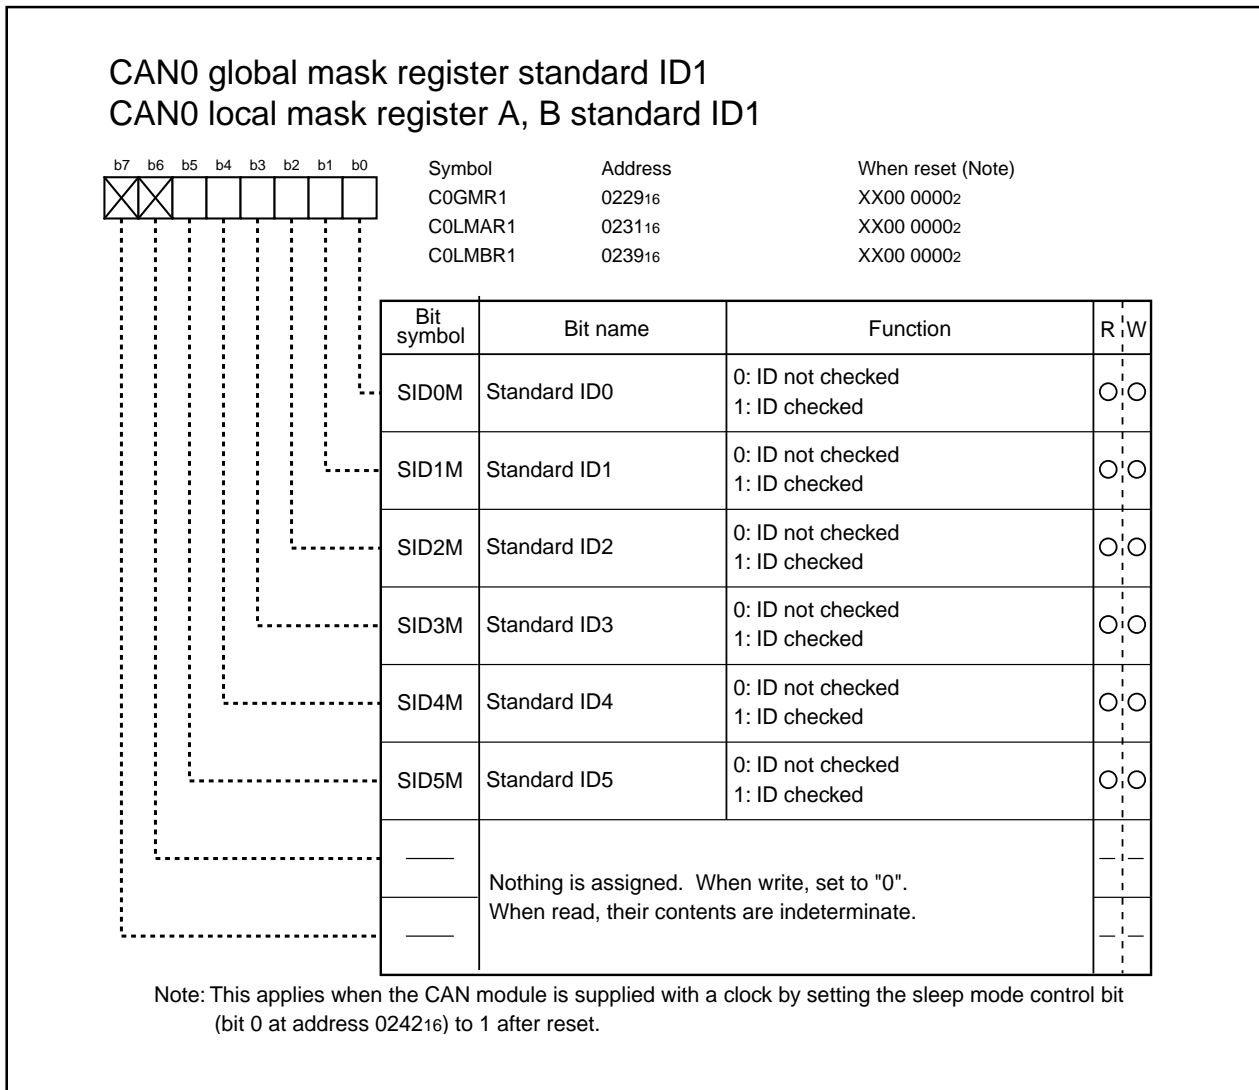 CAN0 global mask register standard ID1
CAN0 local mask register A, B standard ID1
b7 b6 b5 b4 b3 b2 b1 b0
Symbol Address When reset (Note)
C0GMR1 022916 XX00 00002
C0LMAR1 023116 XX00 00002
C0LMBR1 023916 XX00 00002
Bit symbol Bit name Function R W
SID0M Standard ID0 0: ID not checked
1: ID checked
SID1M Standard ID1 0: ID not checked
1: ID checked
SID2M Standard ID2 0: ID not checked
1: ID checked
SID3M Standard ID3 0: ID not checked
1: ID checked
SID4M Standard ID4 0: ID not checked
1: ID checked
SID5M Standard ID5 0: ID not checked
1: ID checked
Nothing is assigned. When write, set to "0".
When read, their contents are indeterminate.
Note: This applies when the CAN module is supplied with a clock by setting the sleep mode control bit
(bit 0 at address 024216) to 1 after reset.